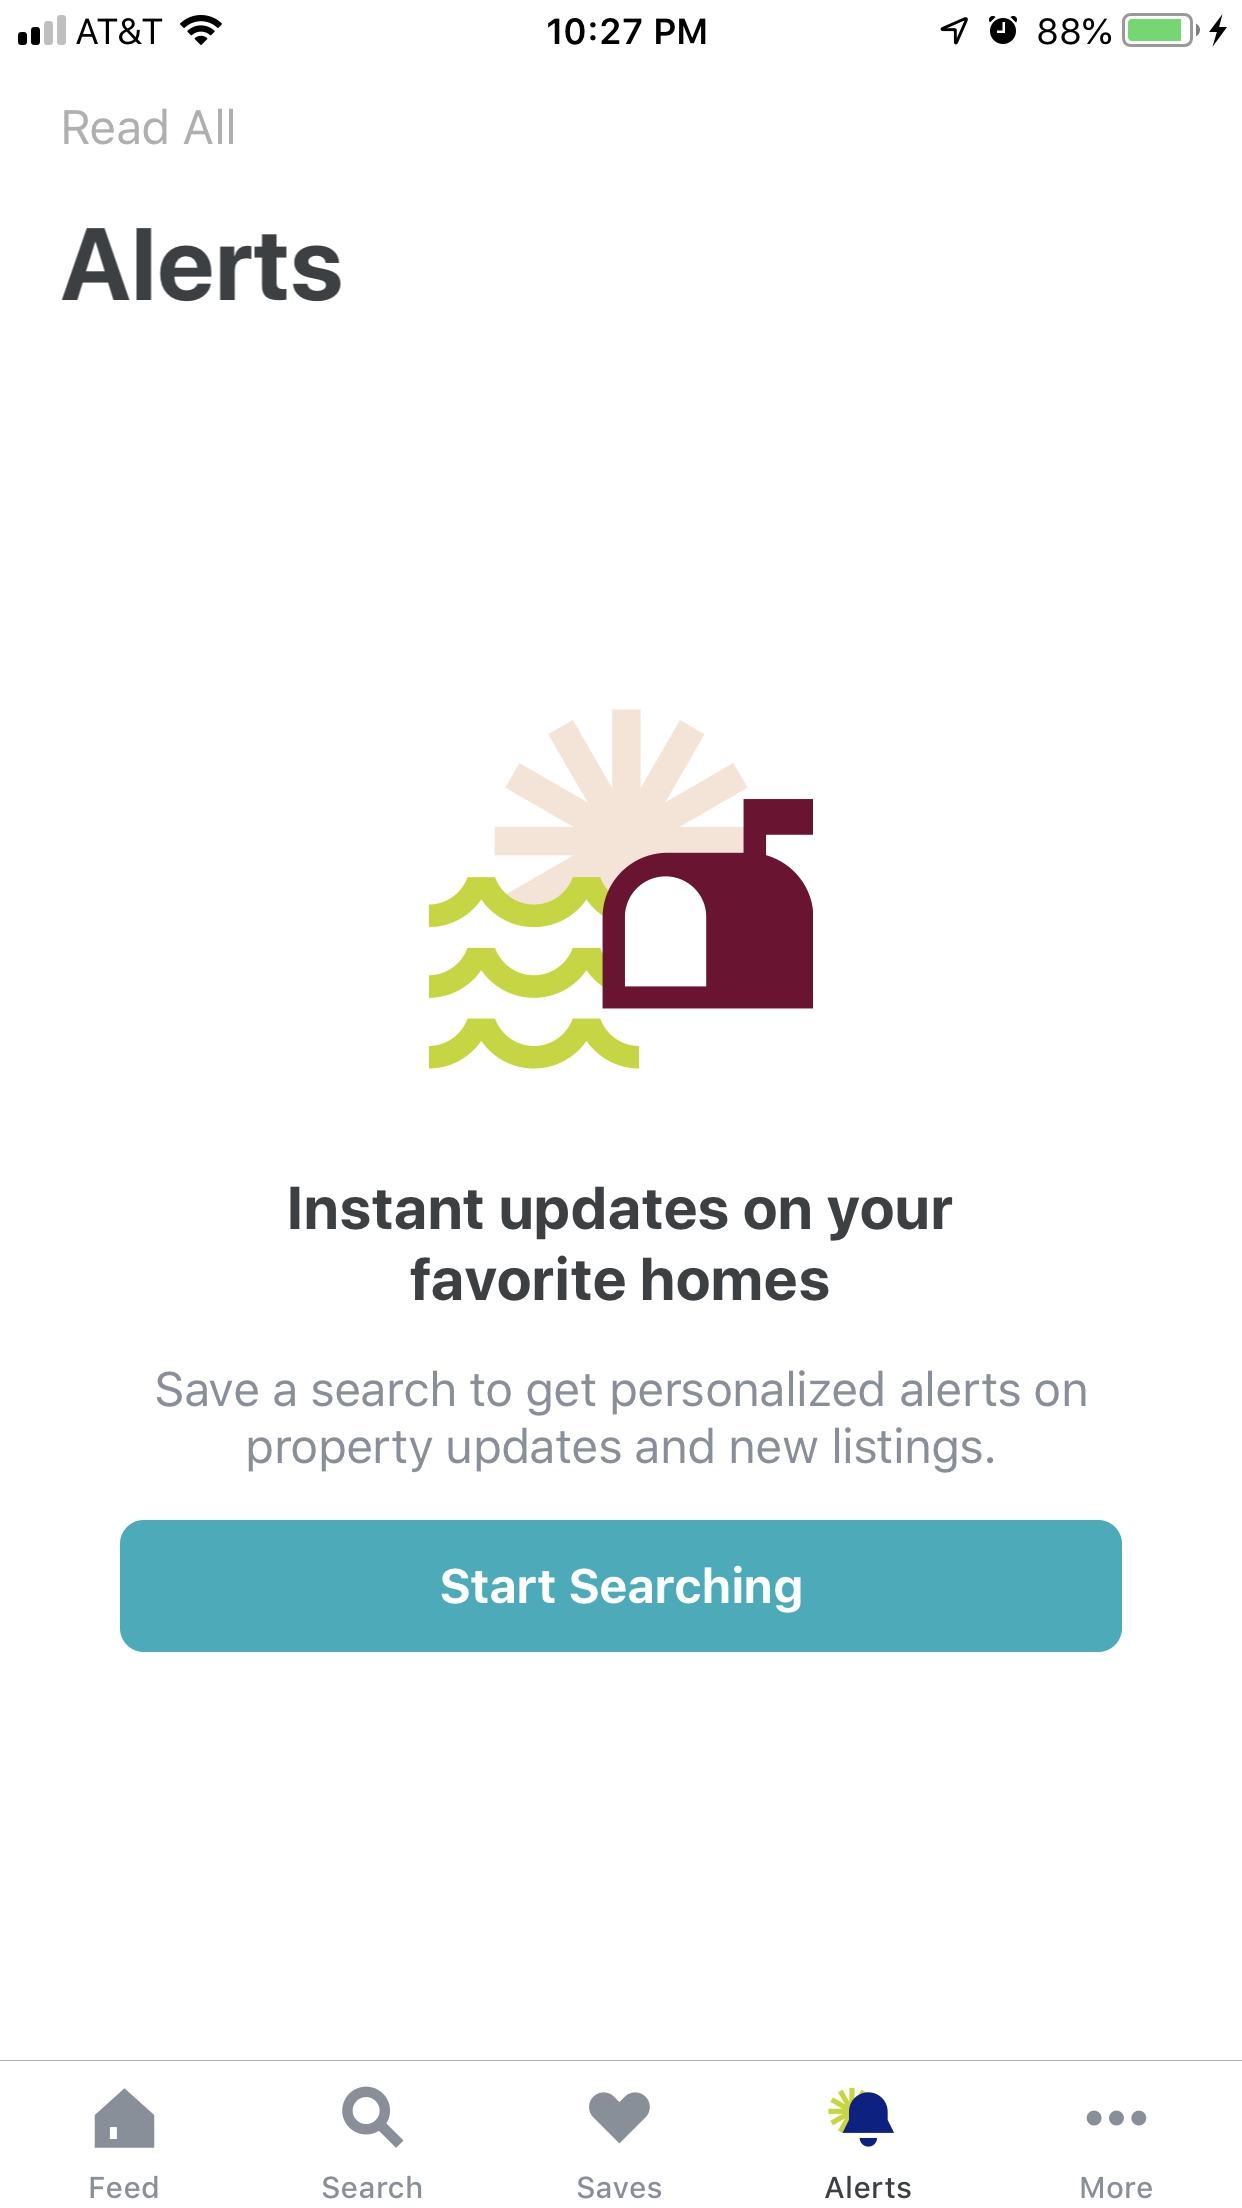 AT&T 10:27 PM 88%
Read All
Alerts
Instant updates on your
favorite homes
Save a search to get personalized alerts on
property updates and new listings.
Start Searching
Feed Search Saves Alerts More